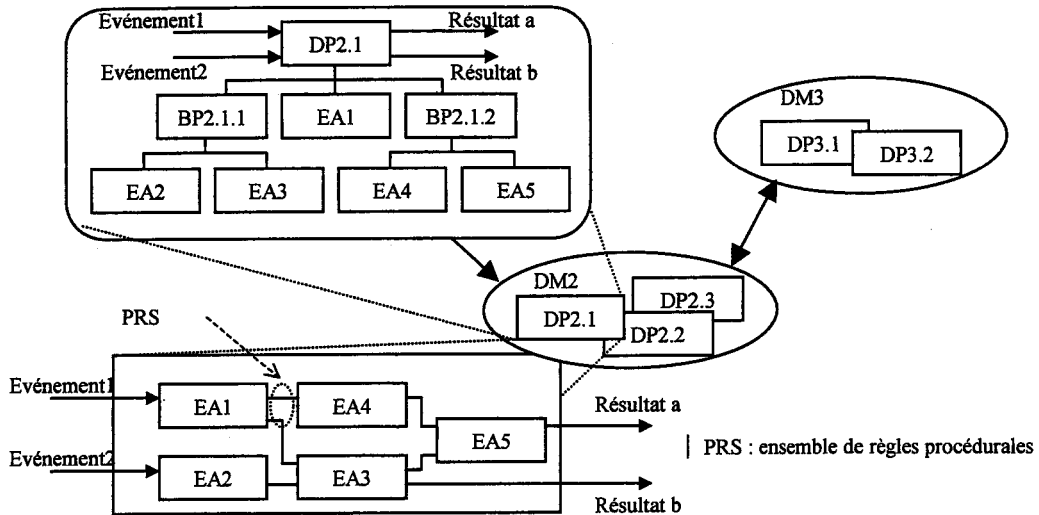 Evénement1
Résultat a
DP2.1
Evénement2
Résultat b
BP2.1.1
EA1
BP2.1.2
EA2
EA3
EA4
EA5
DM3
DP3.1
DP3.2
DM2
DP2.3
DP2.1
DP2.2
PRS
Evénement1
EA1
EA4
Résultat a
EA5
PRS : ensemble de règles procédurales
Evénement2
EA2
EA3
Résultat b